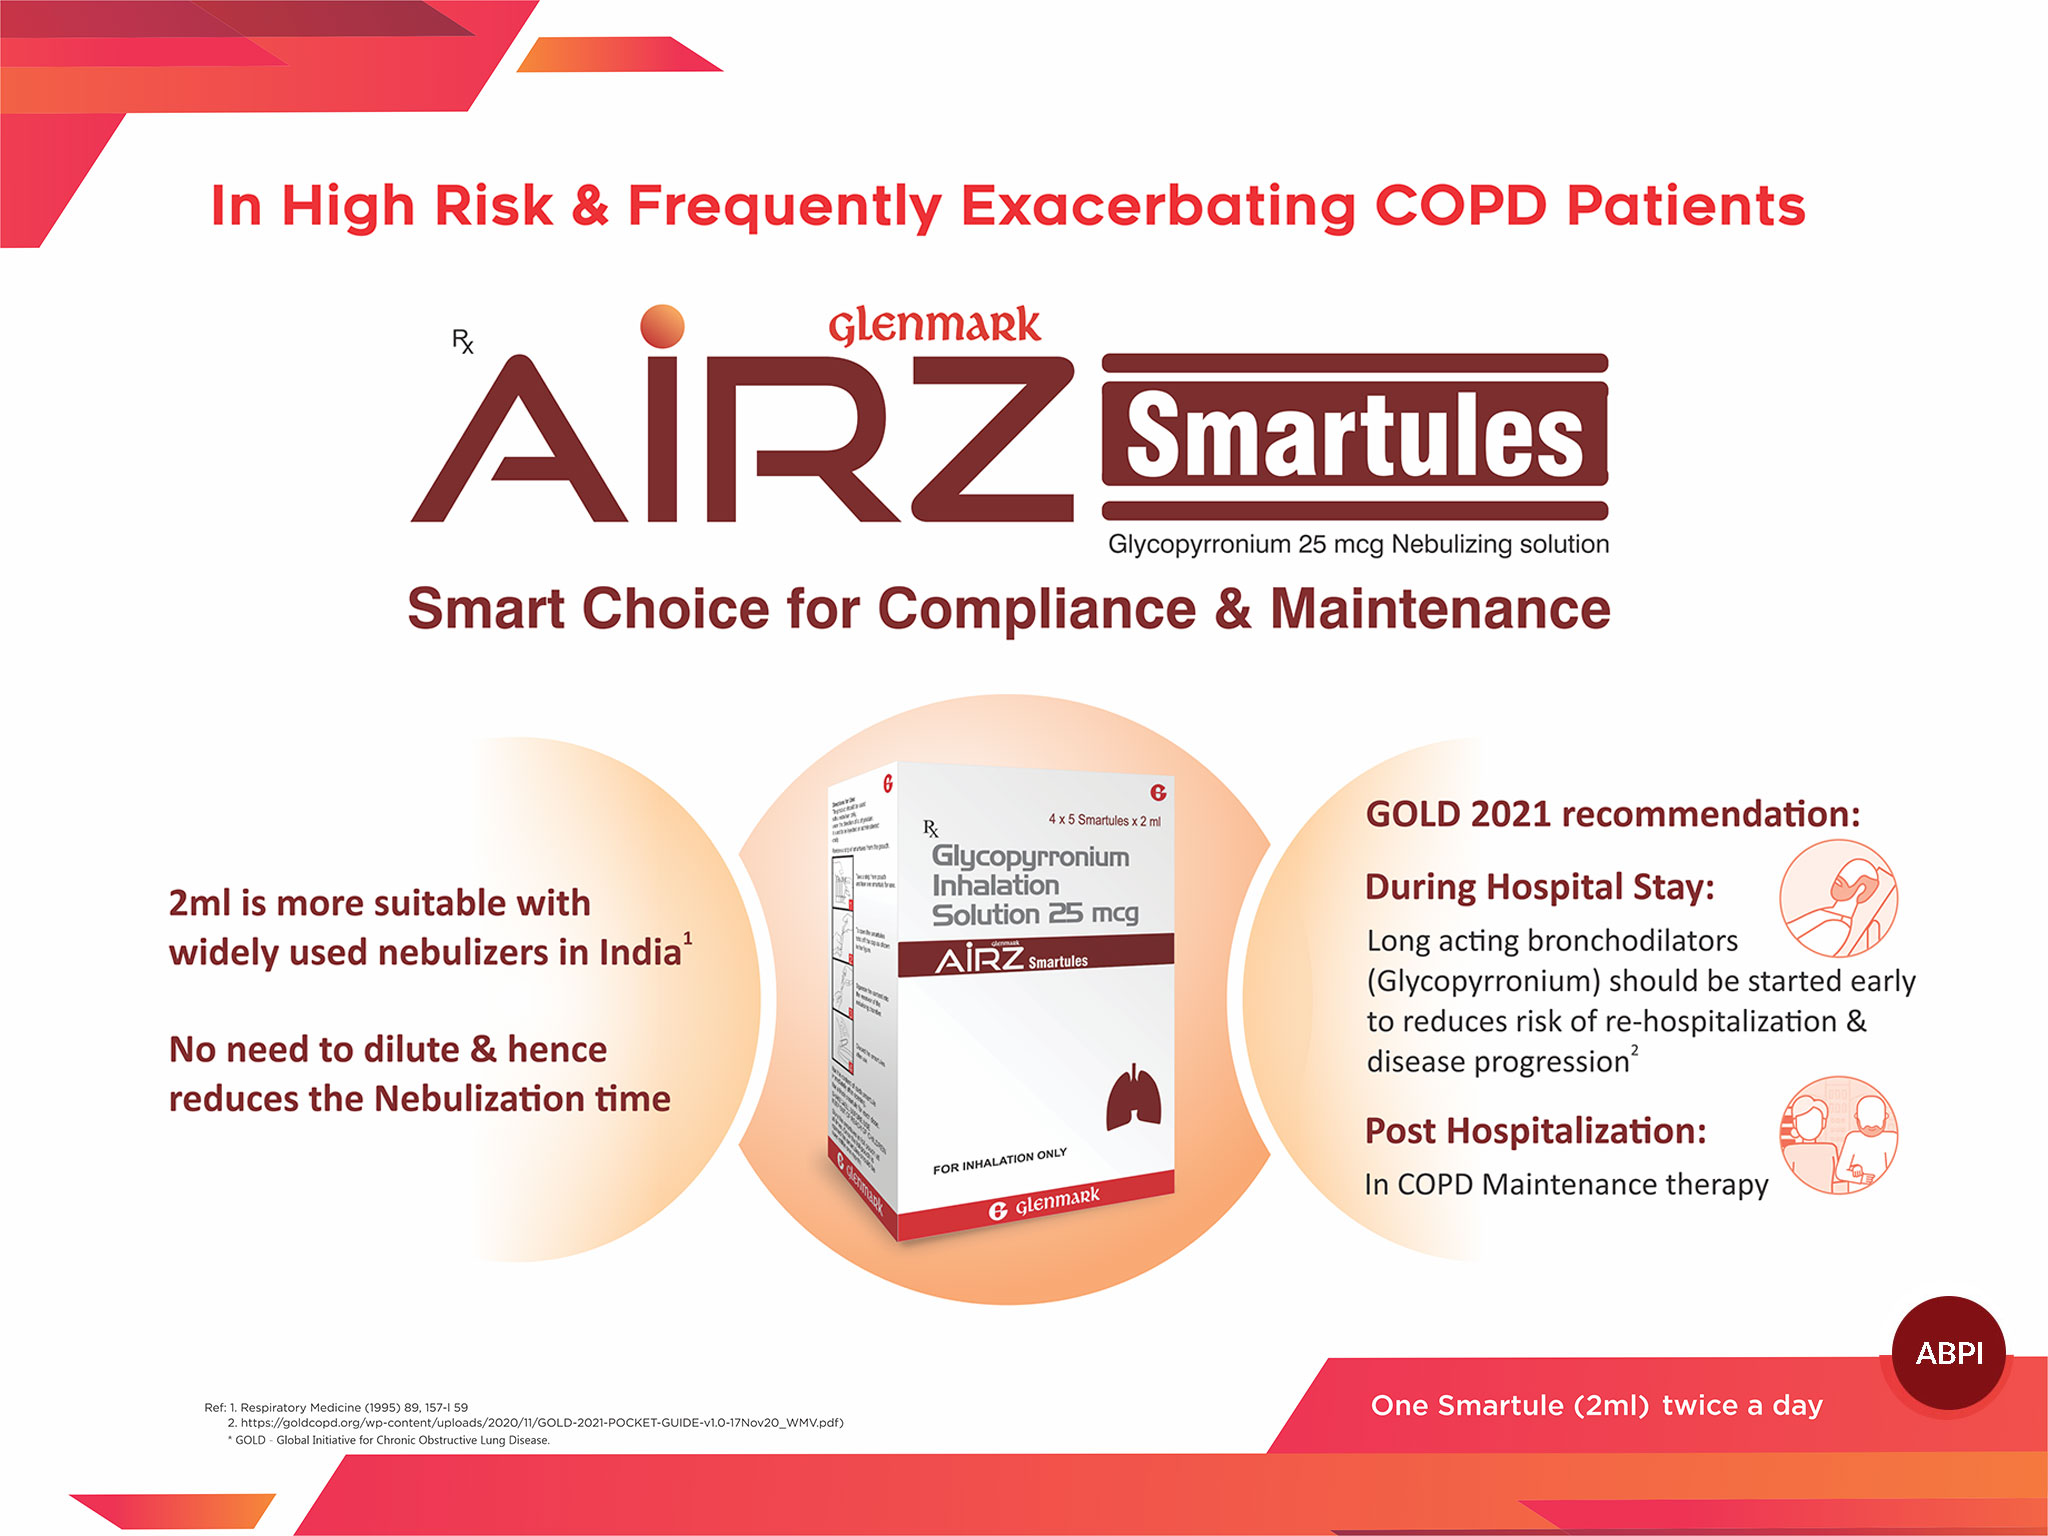 In High Risk & Frequently Exacerbating COPD Patients
Rx
Glenmark
AIRZ Smartules
Glycopyrronium 25 mcg Nebulizing solution
Smart Choice for Compliance & Maintenance
2ml is more suitable with
widely used nebulizers in India1
No need to dilute & hence
reduces the Nebulization time
4 x 5 Smartules x 2 ml
Rx
Glycopyrronium
Inhalation
Solution 25 mcg
Glenmark
AIRZ Smartules
FOR INHALATION ONLY
Glenmark
Glenmark
GOLD 2021 recommendation:
During Hospital Stay:
Long acting bronchodilators
(Glycopyrronium) should be started early
to reduces risk of re-hospitalization &
disease progression2
Post Hospitalization:
In COPD Maintenance therapy
ABPI
One Smartule (2ml) twice a day
Ref: 1. Respiratory Medicine (1995) 89, 157-I 59
2. https://goldcopd.org/wp-content/uploads/2020/11/GOLD-2021-POCKET-GUIDE-v1.0-17Nov20_WMV.pdf)
* GOLD - Global Initiative for Chronic Obstructive Lung Disease.